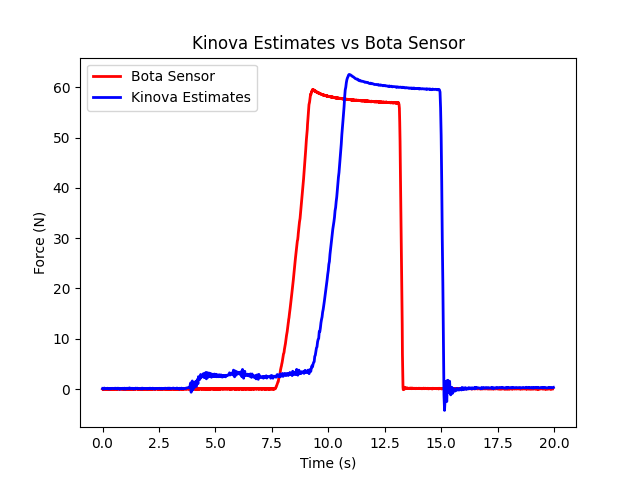 Kinova Estimates vs Bota Sensor
Bota Sensor
Kinova Estimates
Force (N)
60
50
40
30
20
10
0
0.0 2.5 5.0 7.5 10.0 12.5 15.0 17.5 20.0
Time (s)